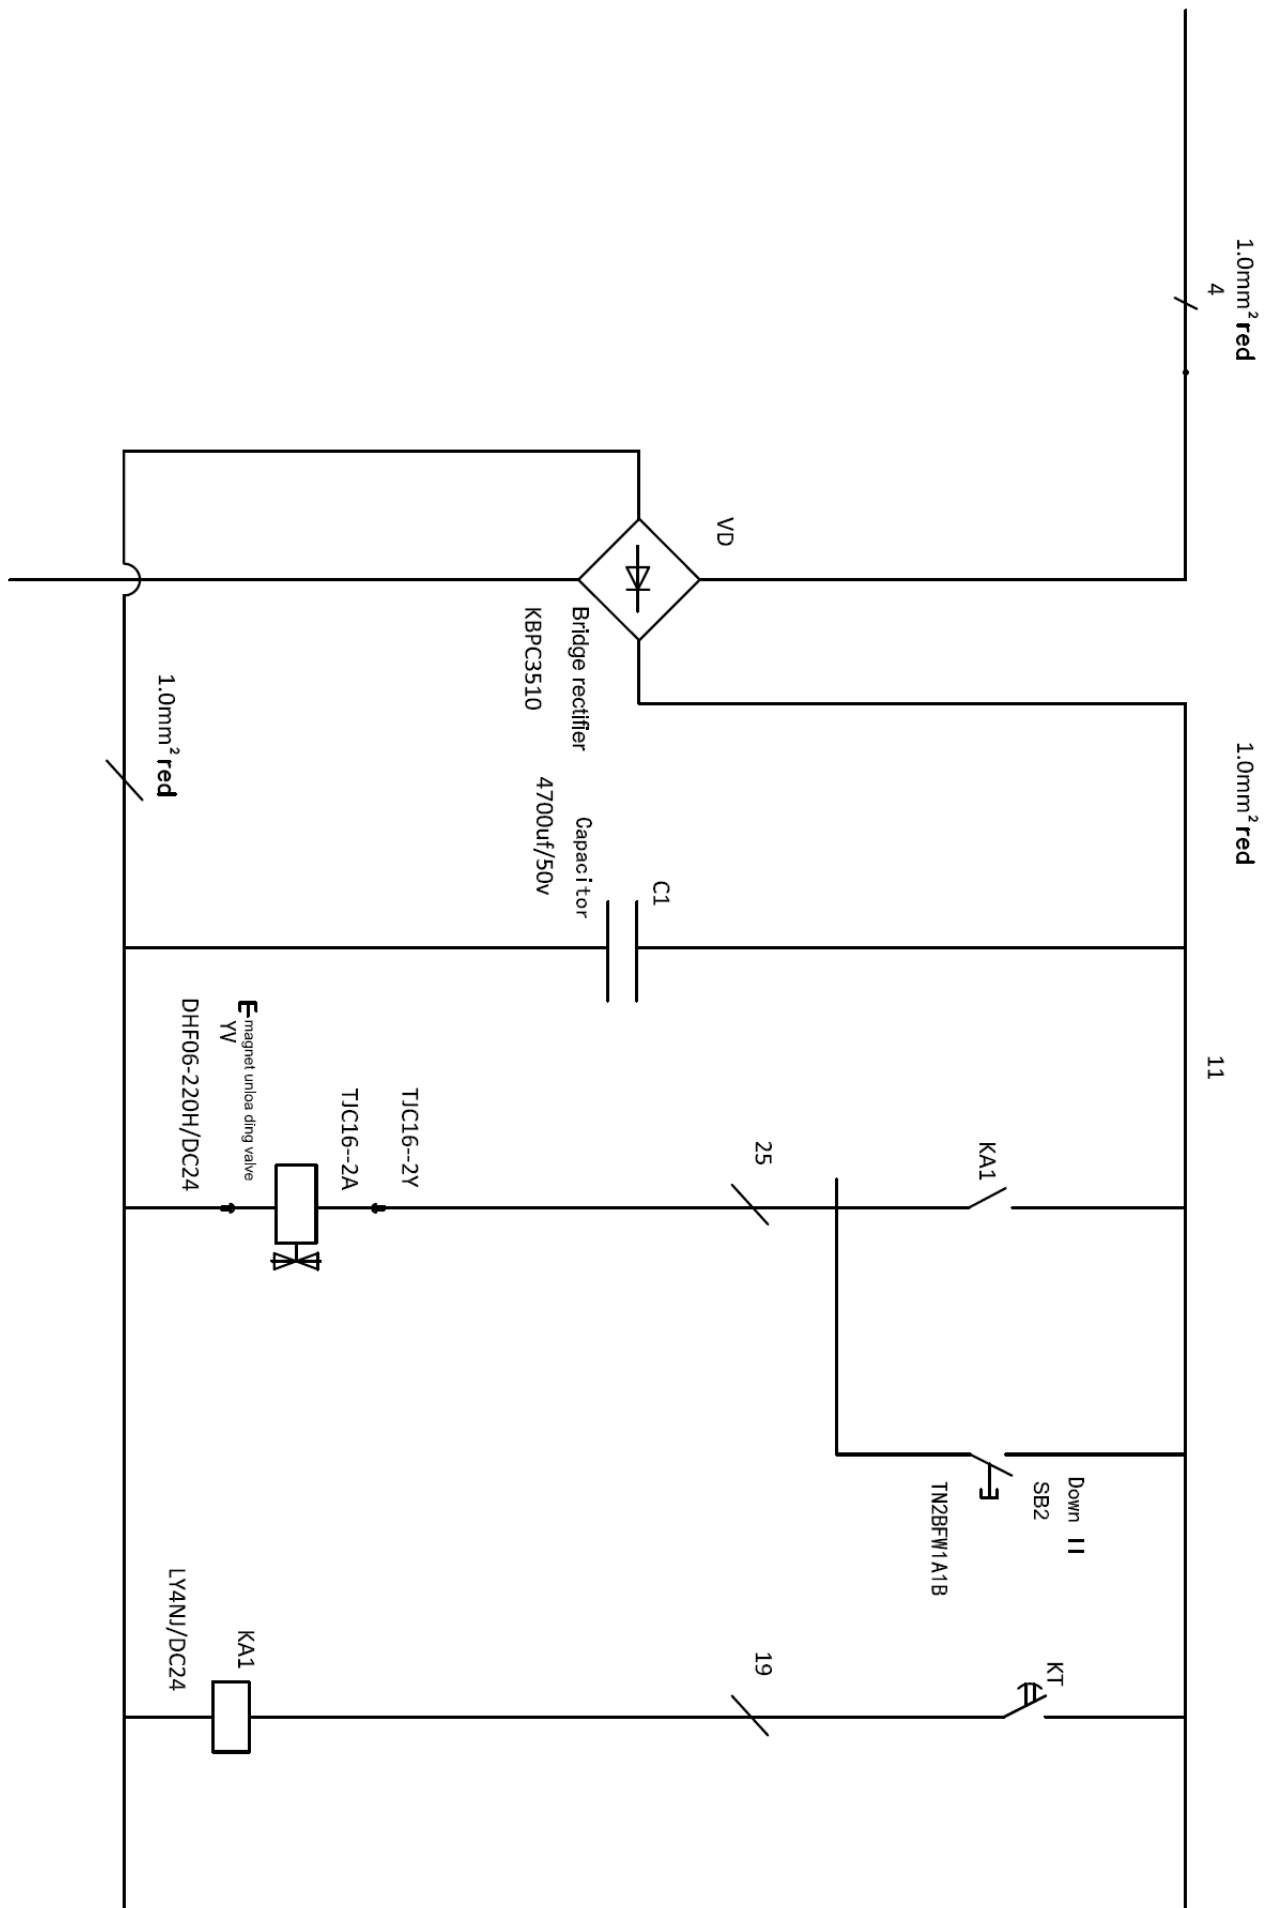 1.0mm² red
4
1.0mm² red
11
VD
Bridge rectifier
KBPC3510
C1
Capacitor
4700uf/50v
1.0mm² red
KA1
25
TJC16--2Y
TJC16--2A
E-magnet unloa ding valve
YV
DHF06-220H/DC24
Down II
SB2
TN2BFW1A1B
KT
19
KA1
LY4NJ/DC24